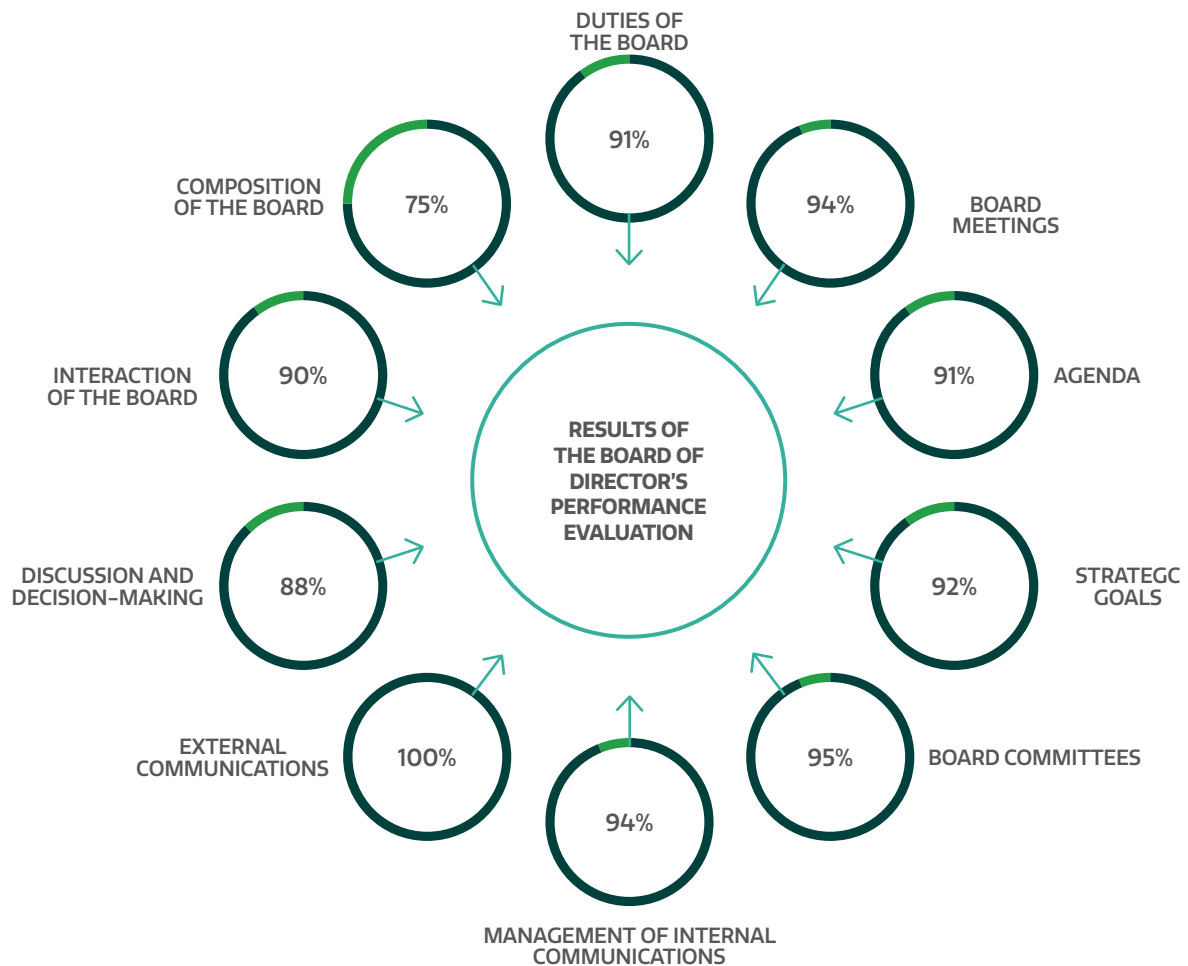 DUTIES OF
THE BOARD
91%
BOARD
MEETINGS
94%
AGENDA
91%
STRATEGC
GOALS
92%
BOARD COMMITTEES
95%
MANAGEMENT OF INTERNAL
COMMUNICATIONS
94%
EXTERNAL
COMMUNICATIONS
100%
DISCUSSION AND
DECISION-MAKING
88%
INTERACTION
OF THE BOARD
90%
COMPOSITION
OF THE BOARD
75%
RESULTS OF
THE BOARD OF
DIRECTOR'S
PERFORMANCE
EVALUATION